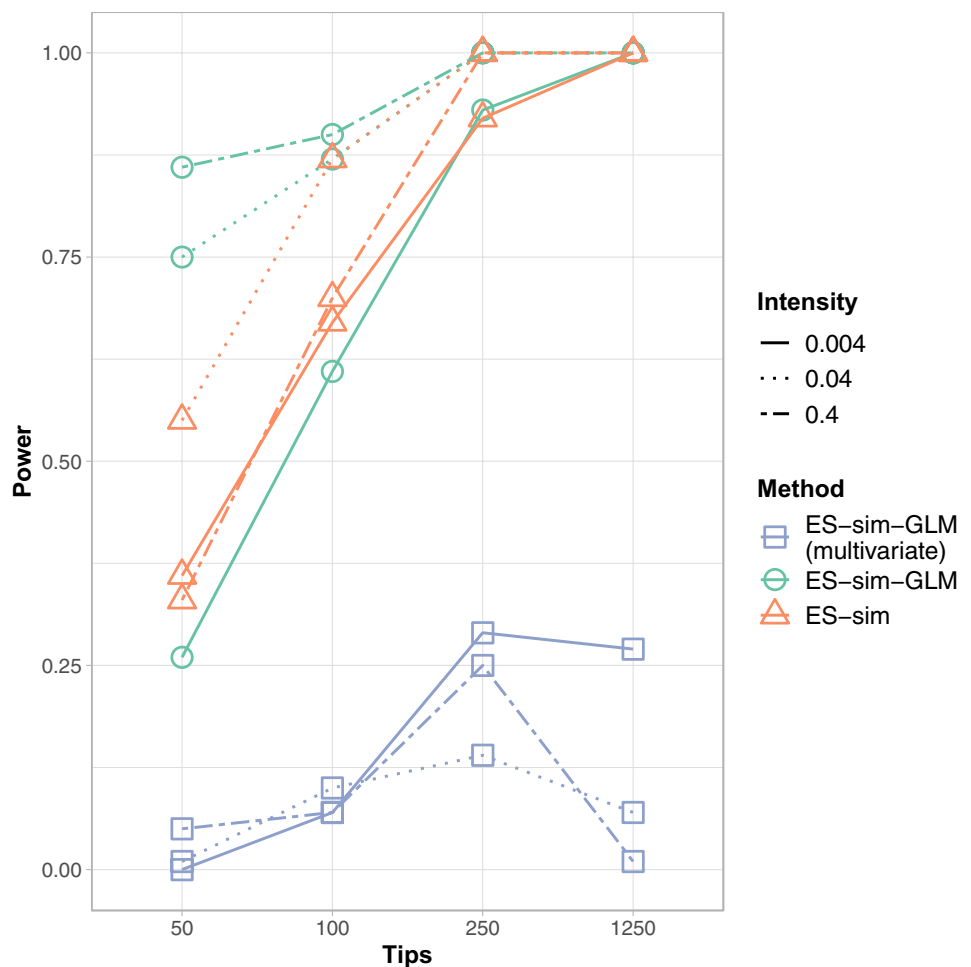 1.00
0.75
0.50
0.25
0.00
Power
50 100 250 1250
Tips
Intensity
0.004
0.04
0.4
Method
ES−sim−GLM
(multivariate)
ES−sim−GLM
ES−sim